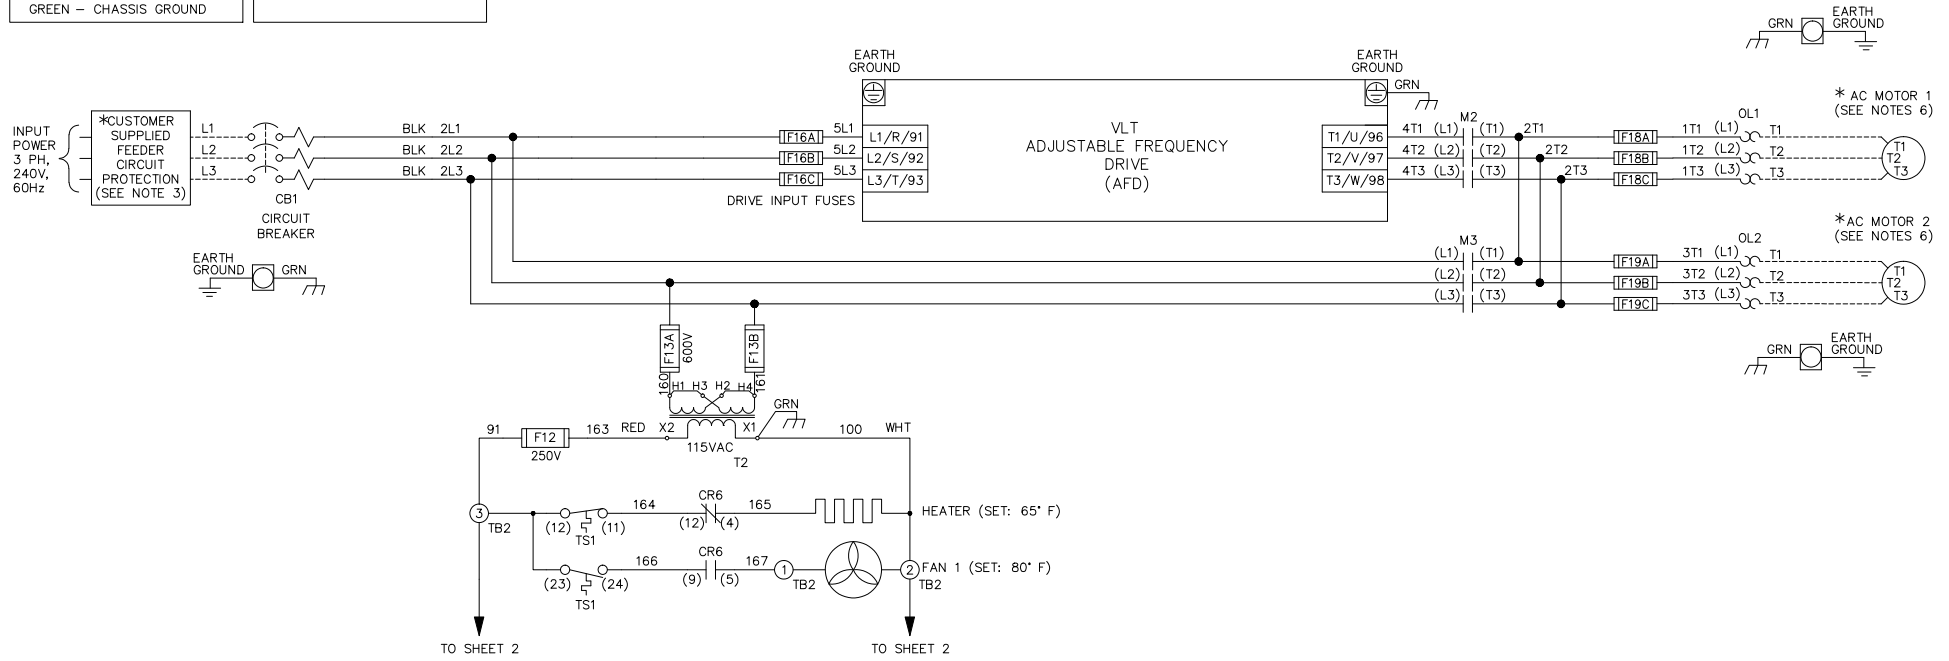 GREEN – CHASSIS GROUND
EARTH
GROUND
GRN
INPUT
POWER
3 PH,
240V,
60Hz
*CUSTOMER
SUPPLIED
FEEDER
CIRCUIT
PROTECTION
(SEE NOTE 3)
L1
L2
L3
CB1
CIRCUIT
BREAKER
BLK 2L1
BLK 2L2
BLK 2L3
F16A
F16B
F16C
5L1
5L2
5L3
DRIVE INPUT FUSES
EARTH
GROUND
EARTH
GROUND
GRN
L1/R/91
L2/S/92
L3/T/93
VLT
ADJUSTABLE FREQUENCY
DRIVE
(AFD)
T1/U/96
T2/V/97
T3/W/98
4T1 (L1) (T1) 2T1
4T2 (L2) (T2) 2T2
4T3 (L3) (T3) 2T3
M2
F18A
F18B
F18C
1T1 (L1) T1
1T2 (L2) T2
1T3 (L3) T3
OL1
* AC MOTOR 1
(SEE NOTES 6)
T1
T2
T3
EARTH
GROUND
GRN
M3
(L1) (T1)
(L2) (T2)
(L3) (T3)
F19A
F19B
F19C
3T1 (L1) T1
3T2 (L2) T2
3T3 (L3) T3
OL2
*AC MOTOR 2
(SEE NOTES 6)
T1
T2
T3
GRN
EARTH
GROUND
F13A
600V
F13B
160
161
H1 H3 H2 H4
GRN
91
F12
250V
163 RED X2
115VAC
X1
T2
100 WHT
3
TB2
(12)
TS1
(11)
164
CR6
(12) (4)
165
HEATER (SET: 65° F)
(23)
TS1
(24)
166
CR6
(9) (5)
167
1
TB2
2
TB2
FAN 1 (SET: 80° F)
TO SHEET 2
TO SHEET 2